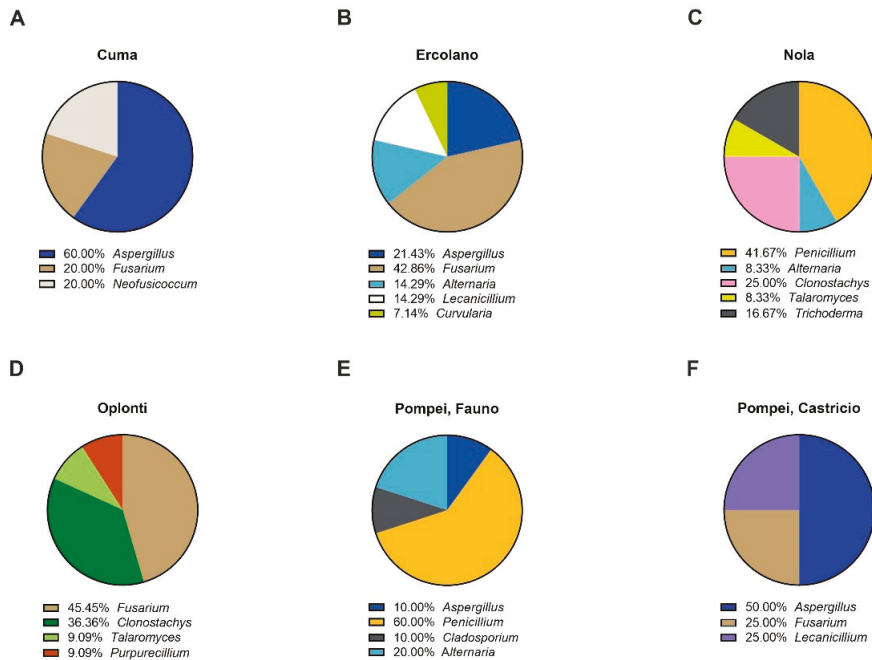 A
Cuma
60.00% Aspergillus
20.00% Fusarium
20.00% Neofusicoccum
B
Ercolano
21.43% Aspergillus
42.86% Fusarium
14.29% Alternaria
14.29% Lecanicillium
7.14% Curvularia
C
Nola
41.67% Penicillium
8.33% Alternaria
25.00% Clonostachys
8.33% Talaromyces
16.67% Trichoderma
D
Oplonti
45.45% Fusarium
36.36% Clonostachys
9.09% Talaromyces
9.09% Purpurecillium
E
Pompei, Fauno
10.00% Aspergillus
60.00% Penicillium
10.00% Cladosporium
20.00% Alternaria
F
Pompei, Castricio
50.00% Aspergillus
25.00% Fusarium
25.00% Lecanicillium